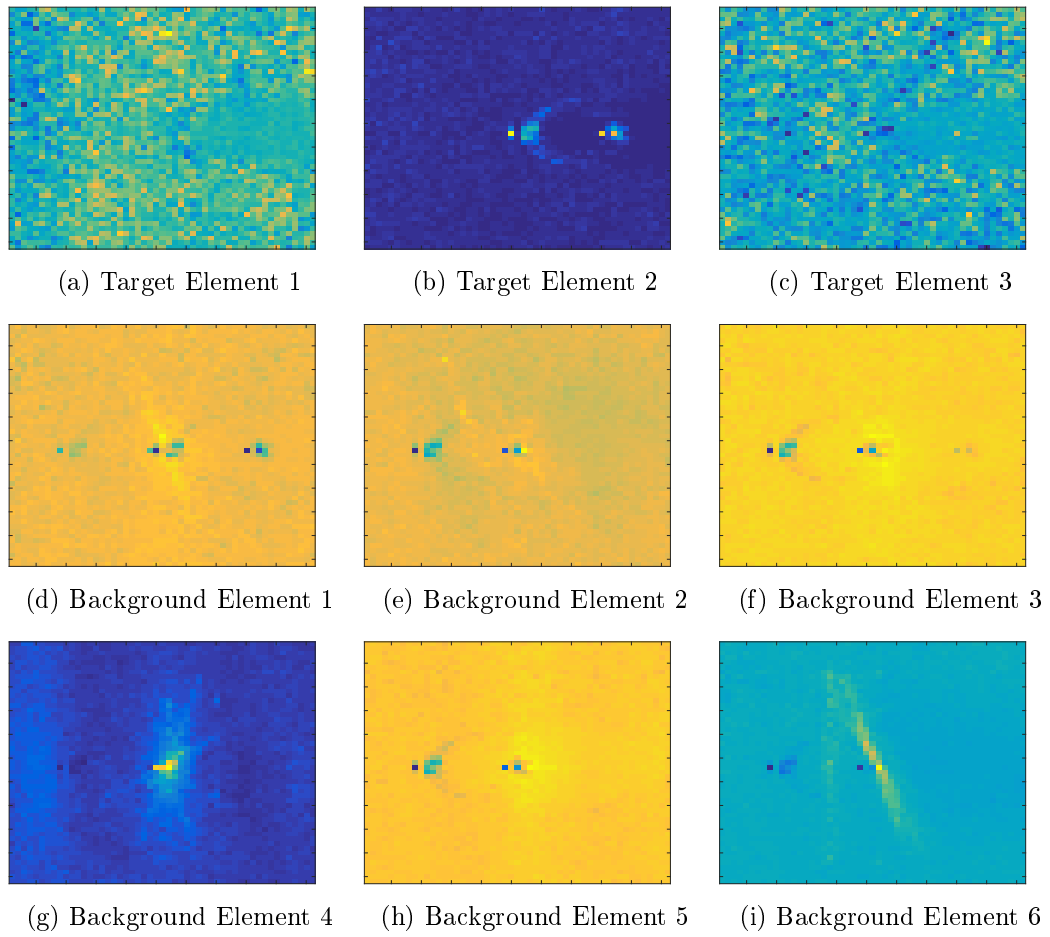 (a) Target Element 1
(b) Target Element 2
(c) Target Element 3
(d) Background Element 1
(e) Background Element 2
(f) Background Element 3
(g) Background Element 4
(h) Background Element 5
(i) Background Element 6